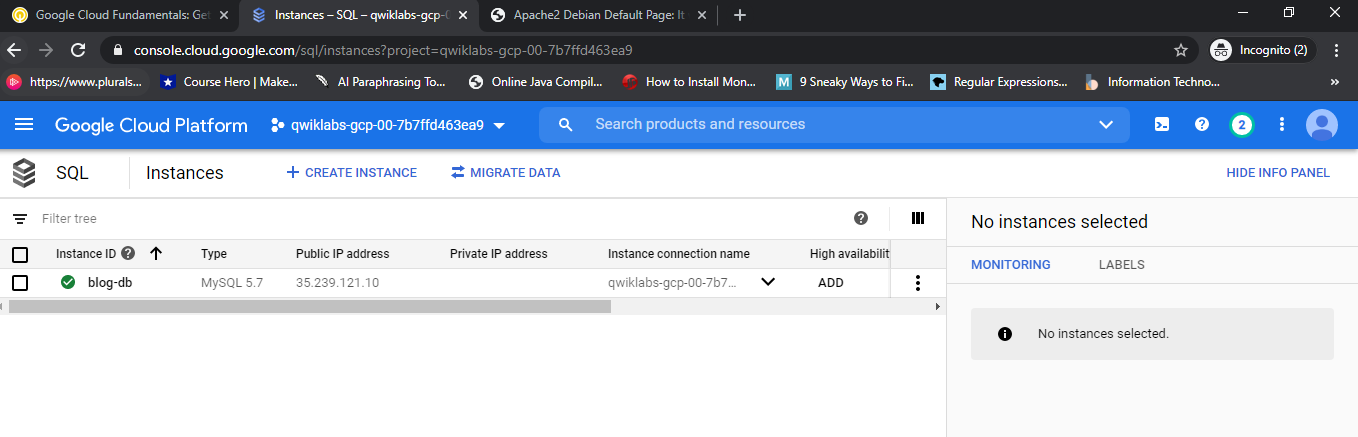 Google Cloud Fundamentals: Get
Instances – SQL – qwiklabs-gcp-0
Apache2 Debian Default Page: It
console.cloud.google.com/sql/instances?project=qwiklabs-gcp-00-7b7ffd463ea9
Incognito (2)
https://www.plurals...
Course Hero | Make...
AI Paraphrasing To...
Online Java Compil...
How to Install Mon...
M
9 Sneaky Ways to Fi...
Regular Expressions...
Information Techno...
»
Google Cloud Platform
qwiklabs-gcp-00-7b7ffd463ea9
Search products and resources
2
SQL
Instances
CREATE INSTANCE
MIGRATE DATA
HIDE INFO PANEL
Filter tree
Instance ID
Type
Public IP address
Private IP address
Instance connection name
High availabilit
blog-db
MySQL 5.7
35.239.121.10
qwiklabs-gcp-00-7b7...
ADD
No instances selected
MONITORING
LABELS
No instances selected.